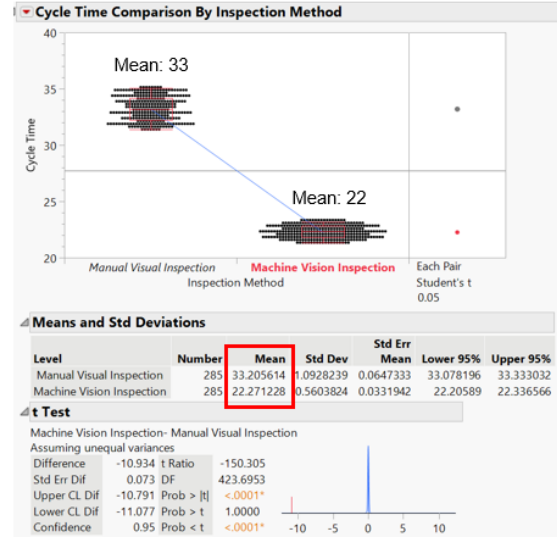 Cycle Time Comparison By Inspection Method
40
35
30
25
20
Cycle Time
Mean: 33
Mean: 22
Manual Visual Inspection
Machine Vision Inspection
Inspection Method
Each Pair
Student's t
0.05
Means and Std Deviations
Level Number Mean Std Dev Std Err Mean Lower 95% Upper 95%
Manual Visual Inspection 285 33.205614 1.0928239 0.0647333 33.078196 33.333032
Machine Vision Inspection 285 22.271228 0.5603824 0.0331942 22.20589 22.336566
t Test
Machine Vision Inspection- Manual Visual Inspection
Assuming unequal variances
Difference -10.934 t Ratio -150.305
Std Err Dif 0.073 DF 423.6953
Upper CL Dif -10.791 Prob > |t| <.0001*
Lower CL Dif -11.077 Prob > t 1.0000
Confidence 0.95 Prob < t <.0001*
-10 -5 0 5 10